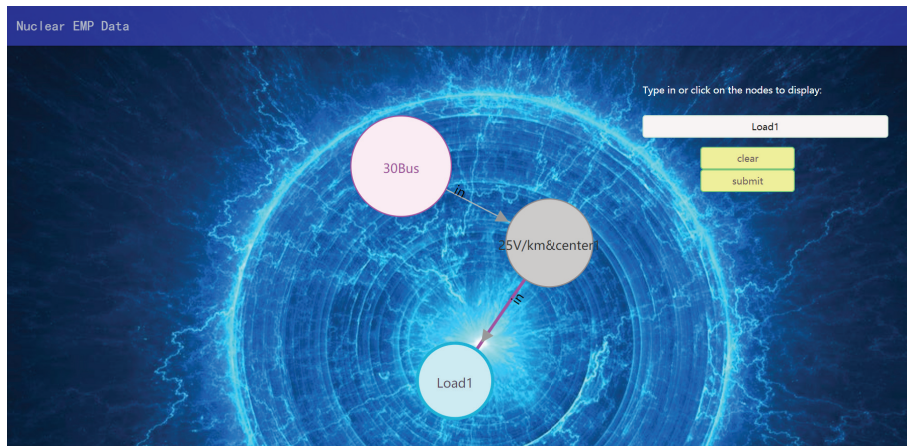 Nuclear EMP Data
Type in or click on the nodes to display:
Load1
clear
submit
30Bus
in
25V/km&center1
in
Load1